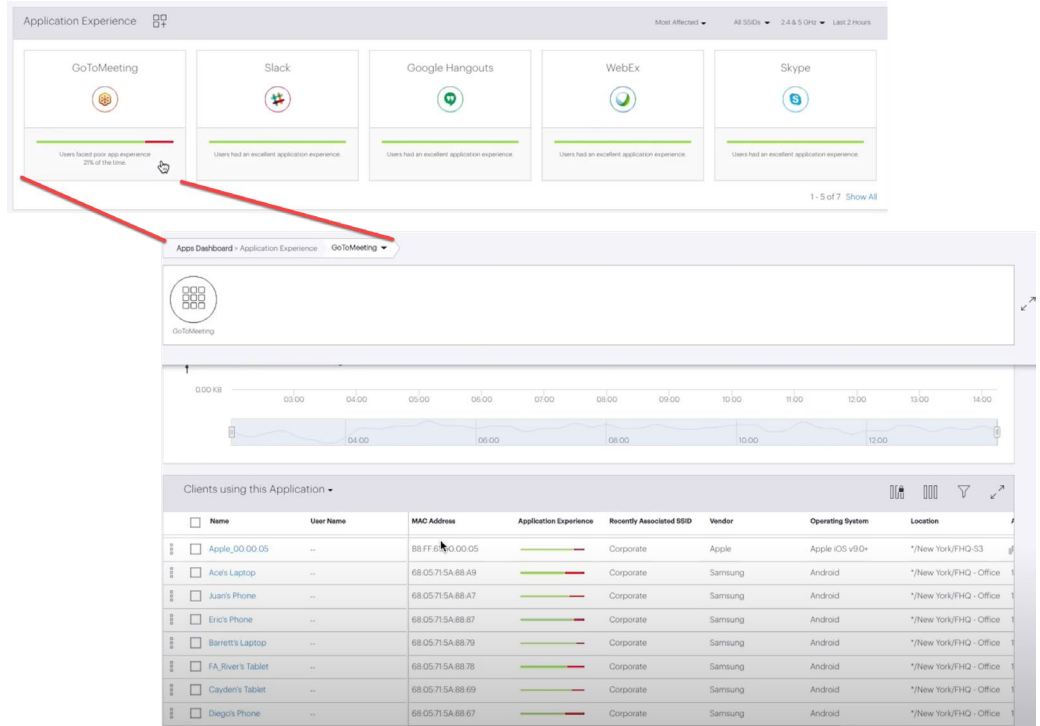 Application Experience
Most Affected
All SSIDs
2.4 & 5 GHz
Last 2 Hours
GoToMeeting
Slack
Google Hangouts
WebEx
Skype
Users faced poor app experience
21% of the time.
Users had an excellent application experience.
Users had an excellent application experience.
Users had an excellent application experience.
Users had an excellent application experience.
1 - 5 of 7 Show All
Apps Dashboard > Application Experience GoToMeeting
GoToMeeting
0.00 KB
03:00 04:00 05:00 06:00 07:00 08:00 09:00 10:00 11:00 12:00 13:00 14:00
04:00 06:00 08:00 10:00 12:00
Clients using this Application
Name User Name MAC Address Application Experience Recently Associated SSID Vendor Operating System Location
Apple_00:00:05 -- Corporate Apple Apple iOS v9.0+ */New York/FHQ-S3
Ace's Laptop -- 68:05:71:5A:88:A9 Corporate Samsung Android */New York/FHQ - Office
Juan's Phone -- 68:05:71:5A:88:A7 Corporate Samsung Android */New York/FHQ - Office
Eric's Phone -- 68:05:71:5A:88:87 Corporate Samsung Android */New York/FHQ - Office
Barrett's Laptop -- 68:05:71:5A:88:79 Corporate Samsung Android */New York/FHQ - Office
FA_River's Tablet -- 68:05:71:5A:88:78 Corporate Samsung Android */New York/FHQ - Office
Cayden's Tablet -- 68:05:71:5A:88:69 Corporate Samsung Android */New York/FHQ - Office
Diego's Phone -- 68:05:71:5A:88:67 Corporate Samsung Android */New York/FHQ - Office